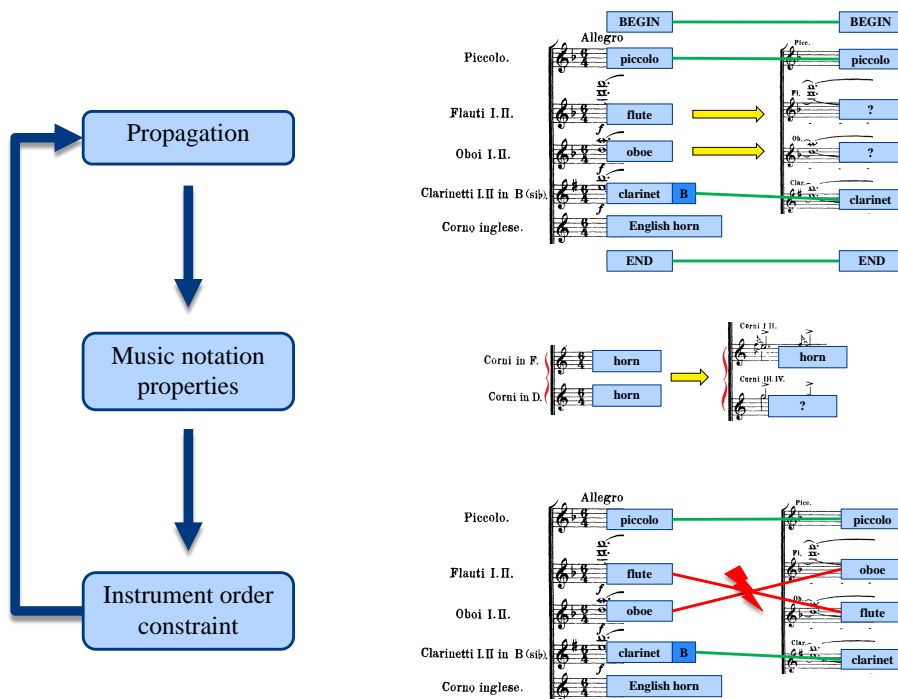 Propagation
Music notation
properties
Instrument order
constraint
BEGIN
BEGIN
Allegro
Picc.
Piccolo.
piccolo
piccolo
Fl.
Flauti I.II.
flute
?
f
Ob.
Oboi I.II.
oboe
?
Clar.
Clarinetti I.II in B (sib).
clarinet B
clarinet
f
Corno inglese.
English horn
END
END
Corni I II.
Corni in F.
horn
horn
Corni III. IV.
Corni in D.
horn
?
Allegro
Picc.
Piccolo.
piccolo
piccolo
Fl.
Flauti I.II.
flute
oboe
f
Ob.
Oboi I.II.
oboe
flute
Clar.
Clarinetti I.II in B (sib).
clarinet B
clarinet
f
Corno inglese.
English horn